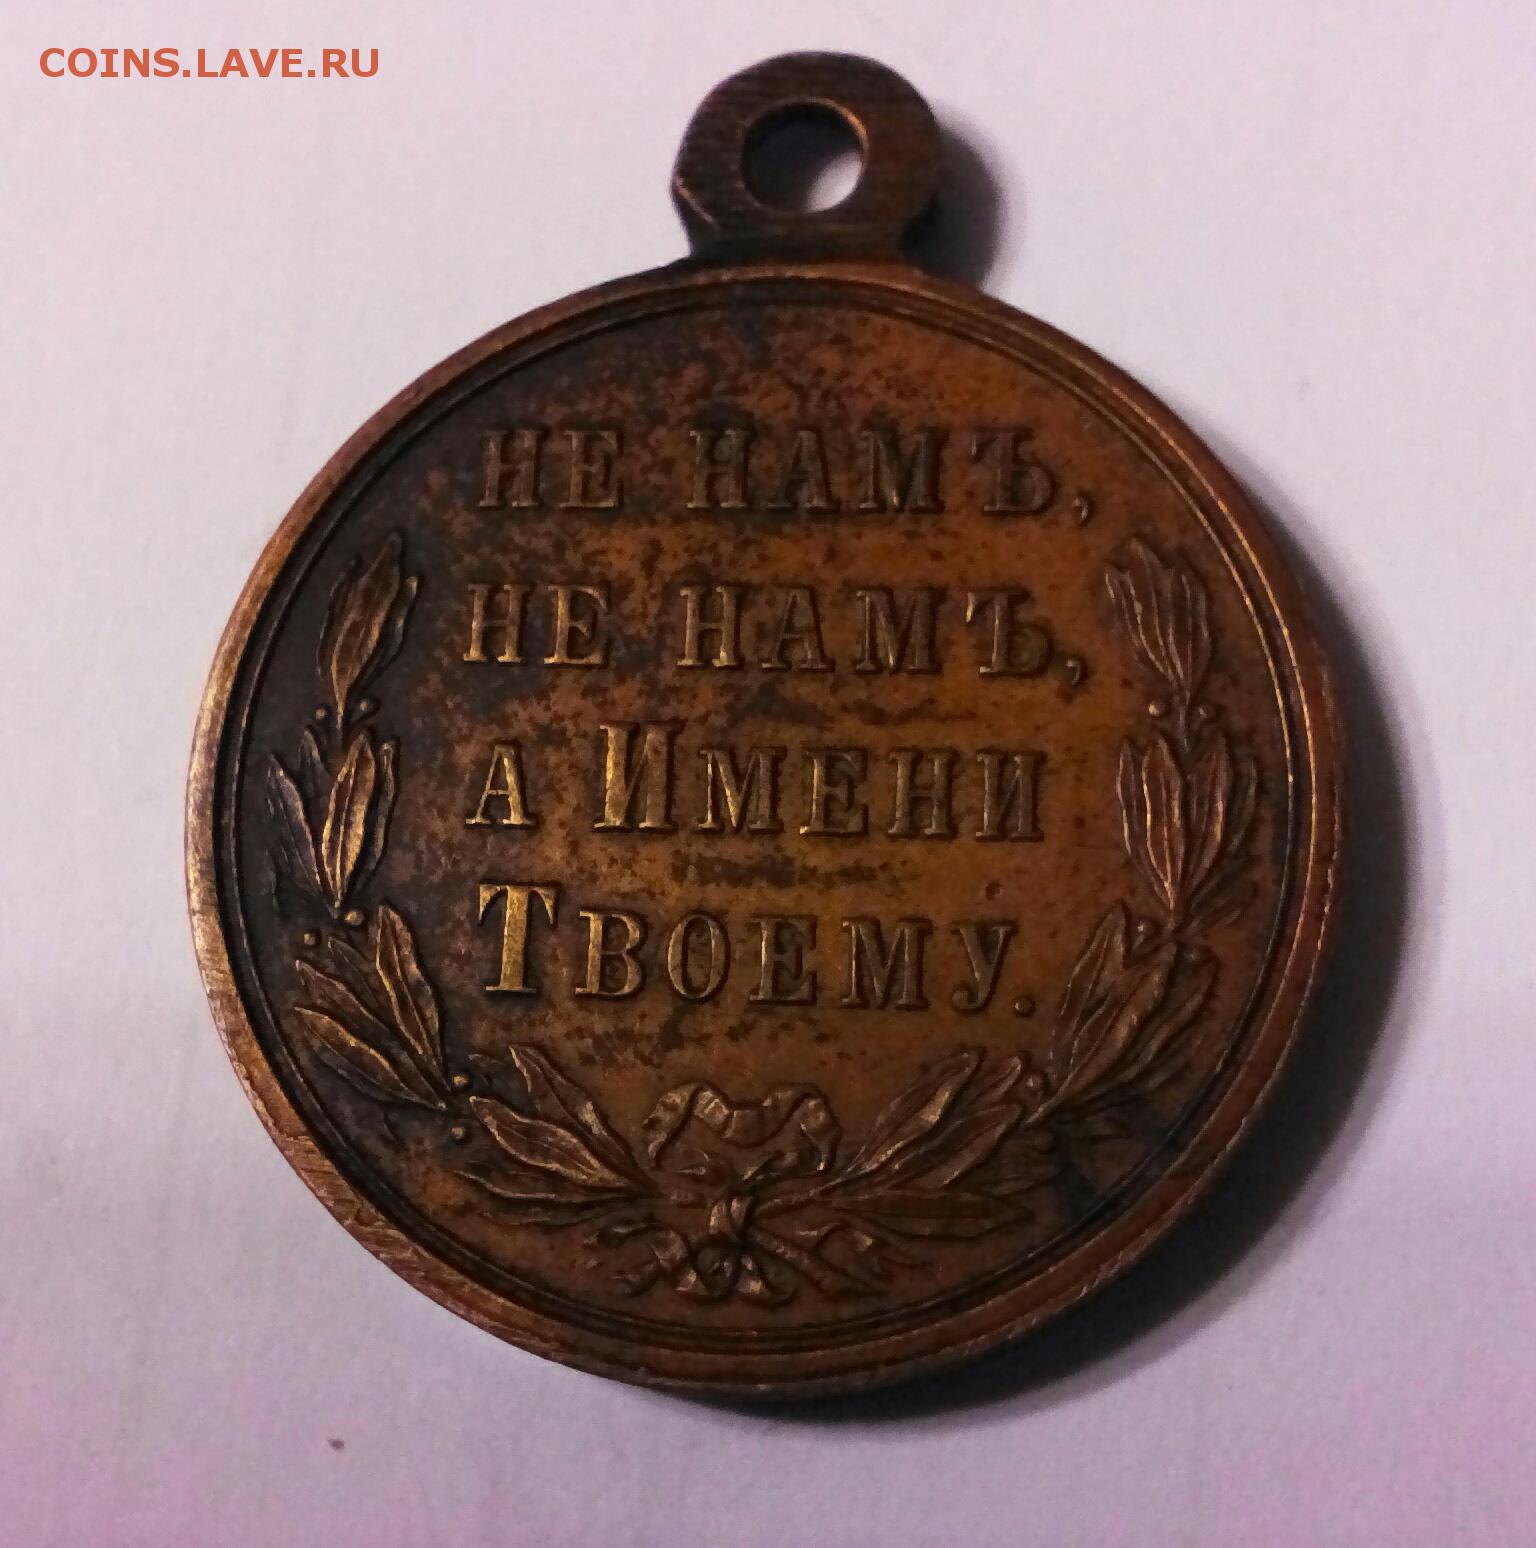 COINS.LAVE.RU
НЕ НАМЪ,
НЕ НАМЪ,
А ИМЕНИ
ТВОЕМУ.